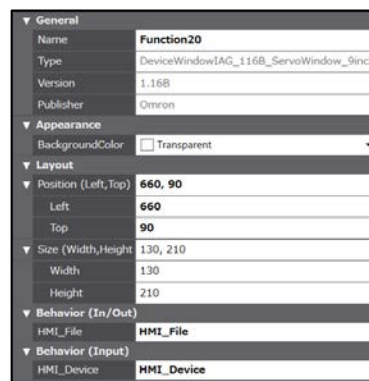 General
Name Function20
Type DeviceWindowIAG_116B_ServoWindow_9inc
Version 1.16B
Publisher Omron
Appearance
BackgroundColor Transparent
Layout
Position (Left,Top) 660, 90
Left 660
Top 90
Size (Width,Height 130, 210
Width 130
Height 210
Behavior (In/Out)
HMI_File HMI_File
Behavior (Input)
HMI_Device HMI_Device